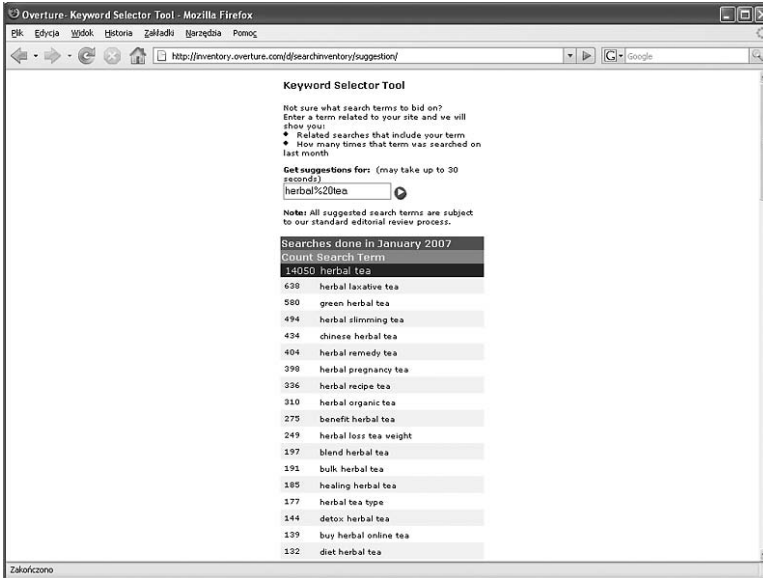 Overture- Keyword Selector Tool - Mozilla Firefox
Plik Edycja Widok Historia Zakładki Narzędzia Pomoc
http://inventory.overture.com/d/searchinventory/suggestion/
G Google
Keyword Selector Tool
Not sure what search terms to bid on?
Enter a term related to your site and we will
show you:
• Related searches that include your term
• How many times that term was searched on
last month
Get suggestions for: (may take up to 30
seconds)
herbal%20tea
Note: All suggested search terms are subject
to our standard editorial review process.
Searches done in January 2007
Count Search Term
14050 herbal tea
638 herbal laxative tea
580 green herbal tea
494 herbal slimming tea
434 chinese herbal tea
404 herbal remedy tea
398 herbal pregnancy tea
336 herbal recipe tea
310 herbal organic tea
275 benefit herbal tea
249 herbal loss tea weight
197 blend herbal tea
191 bulk herbal tea
185 healing herbal tea
177 herbal tea type
144 detox herbal tea
139 buy herbal online tea
132 diet herbal tea
Zakończono